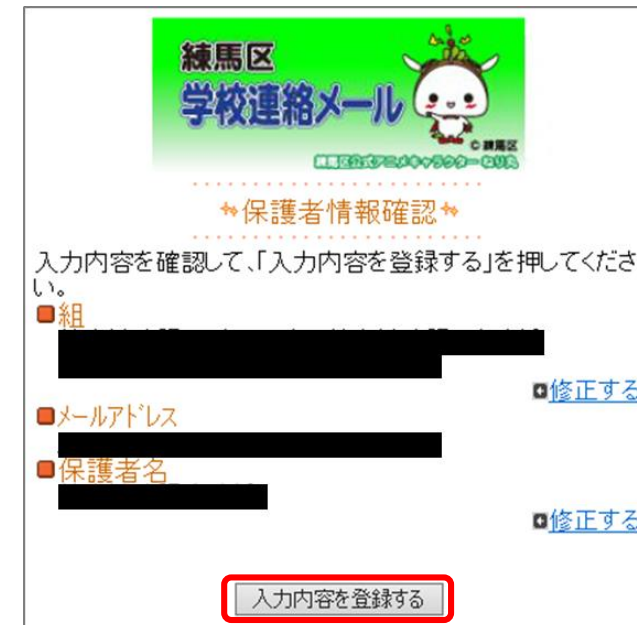 練馬区
学校連絡メール
© 練馬区
練馬区公式アニメキャラクター ねり丸
保護者情報確認
入力内容を確認して、「入力内容を登録する」を押してくださ
い。
組
修正する
メールアドレス
保護者名
修正する
入力内容を登録する